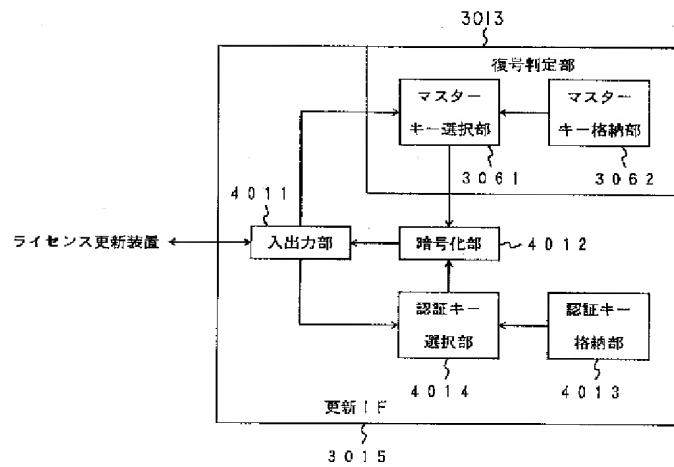 3013
復号判定部
マスター
キー選択部
マスター
キー格納部
3061
3062
4011
ライセンス更新装置
入出力部
暗号化部
4012
認証キー
選択部
認証キー
格納部
4014
4013
更新IF
3015